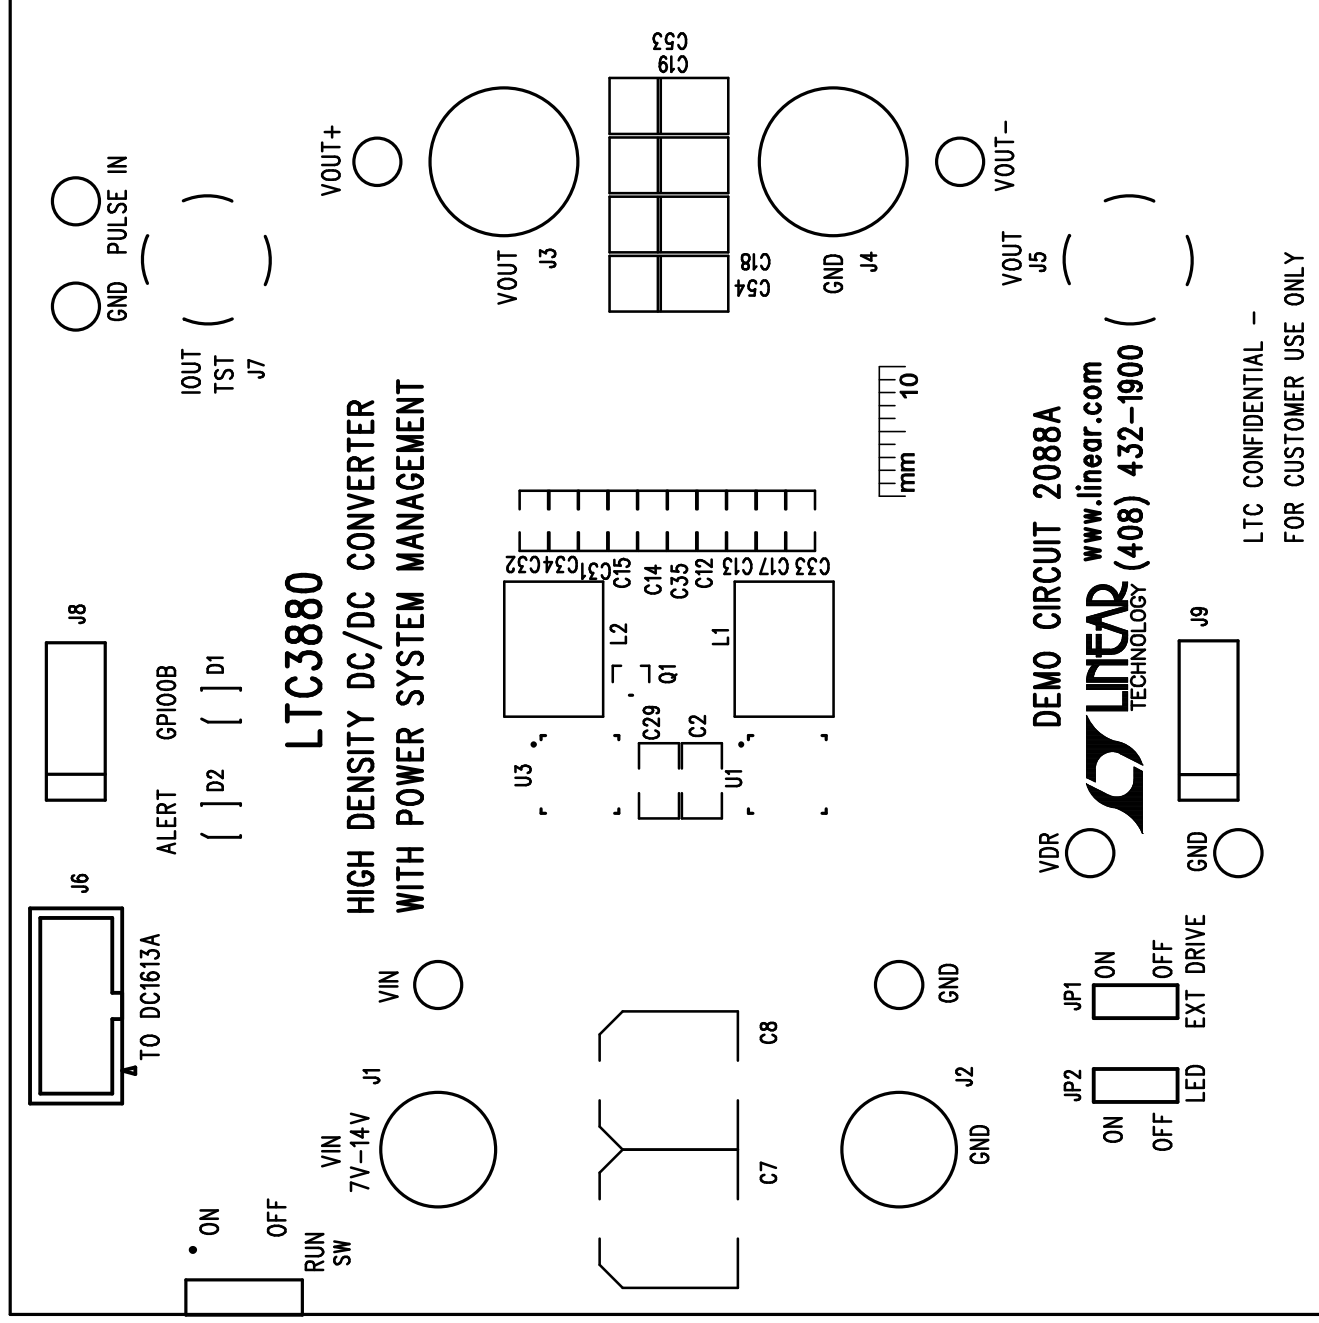 J8
GPIO0B
D1
ALERT
D2
J6
TO DC1613A
GND
PULSE IN
IOUT
TST
J7
LTC3880
HIGH DENSITY DC/DC CONVERTER
WITH POWER SYSTEM MANAGEMENT
ON
OFF
RUN
SW
VIN
7V-14V
J1
VIN
VOUT+
VOUT
J3
C53
C19
C18
C54
GND
J4
VOUT-
VOUT
J5
C32
C34
C31
C15
C14
C35
C12
C13
C17
C33
L2
Q1
L1
U3
C29
C2
U1
mm
10
C8
C7
J2
GND
GND
DEMO CIRCUIT 2088A
www.linear.com
(408) 432-1900
LINEAR
TECHNOLOGY
LTC CONFIDENTIAL -
FOR CUSTOMER USE ONLY
J9
VDR
GND
JP1
ON
OFF
EXT DRIVE
JP2
ON
OFF
LED